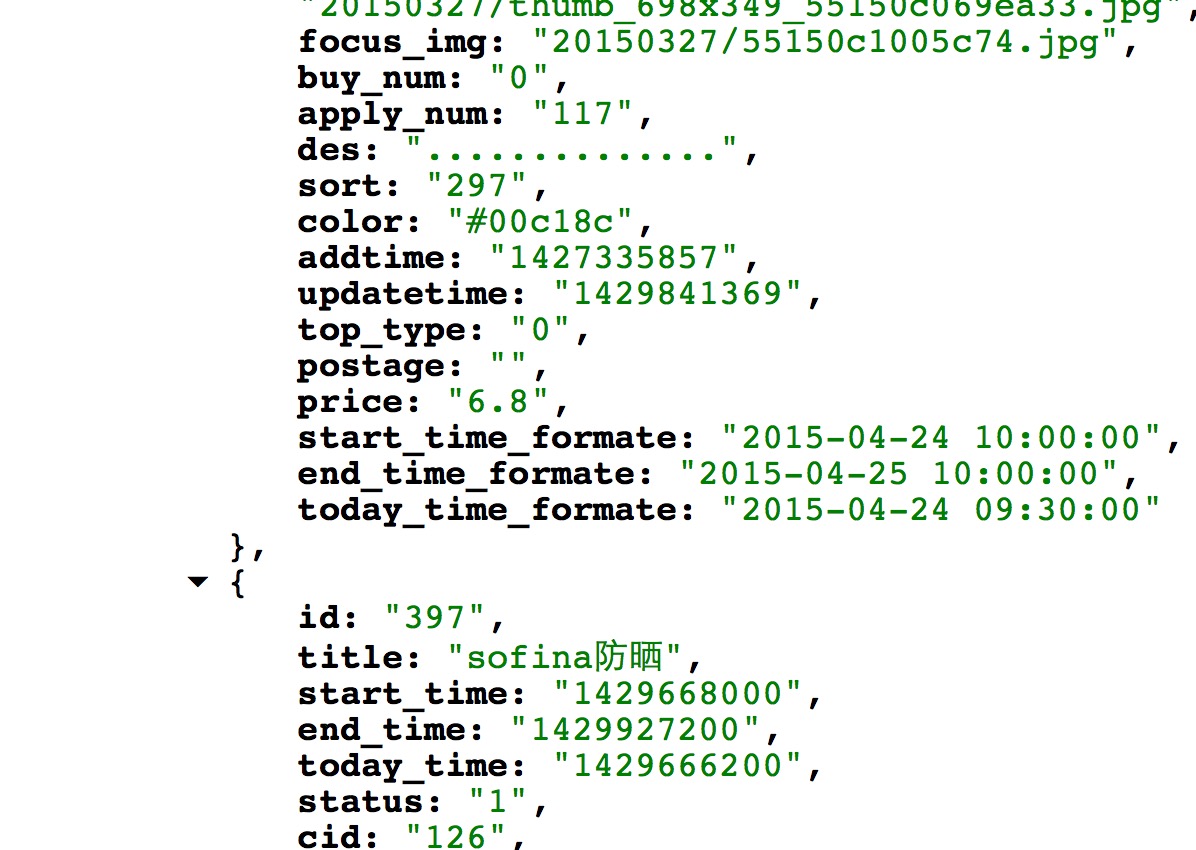 "20150327/thumb_698x349_55150c069ea33.jpg",
focus_img: "20150327/55150c1005c74.jpg",
buy_num: "0",
apply_num: "117",
des: "..............",
sort: "297",
color: "#00c18c",
addtime: "1427335857",
updatetime: "1429841369",
top_type: "0",
postage: "",
price: "6.8",
start_time_formate: "2015-04-24 10:00:00",
end_time_formate: "2015-04-25 10:00:00",
today_time_formate: "2015-04-24 09:30:00"
},
{
id: "397",
title: "sofina防晒",
start_time: "1429668000",
end_time: "1429927200",
today_time: "1429666200",
status: "1",
cid: "126",